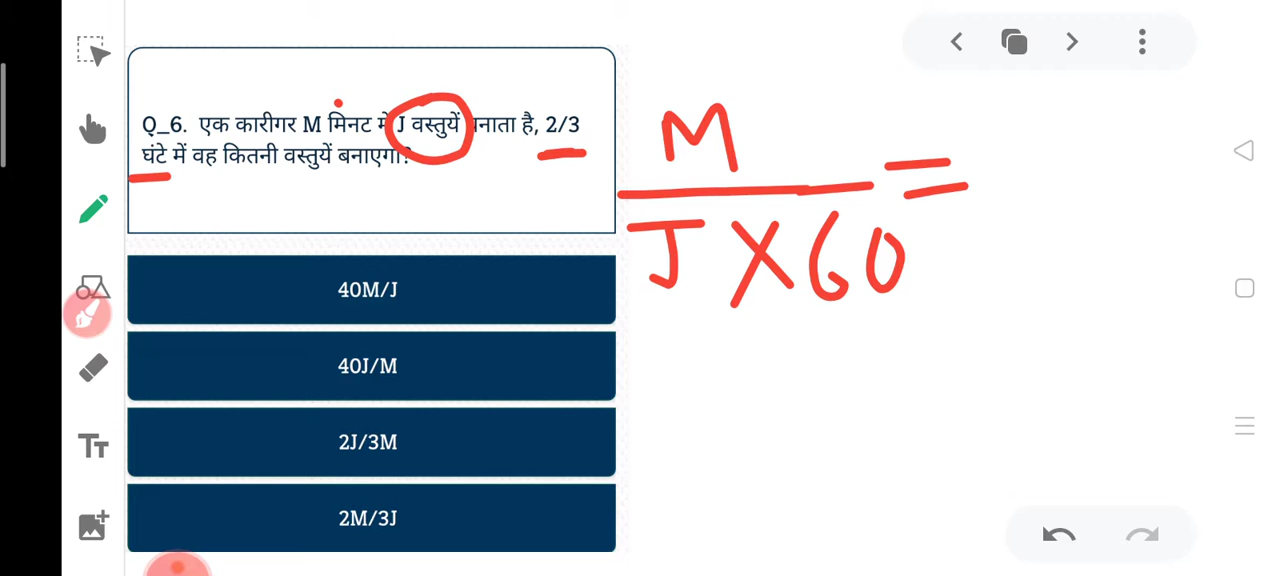 Q_6. एक कारीगर M मिनट में J वस्तुयें बनाता है, 2/3
घंटे में वह कितनी वस्तुयें बनाएगा?
M
J X 60 =
40M/J
40J/M
2J/3M
2M/3J
TT